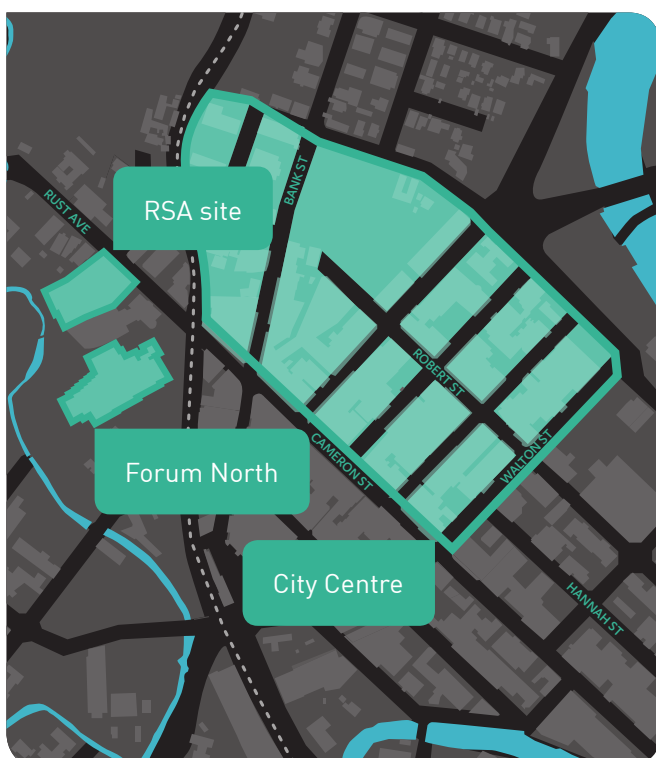 BANK ST
RUST AVE
RSA site
ROBERT ST
CAMERON ST
WALTON ST
Forum North
City Centre
HANNAH ST